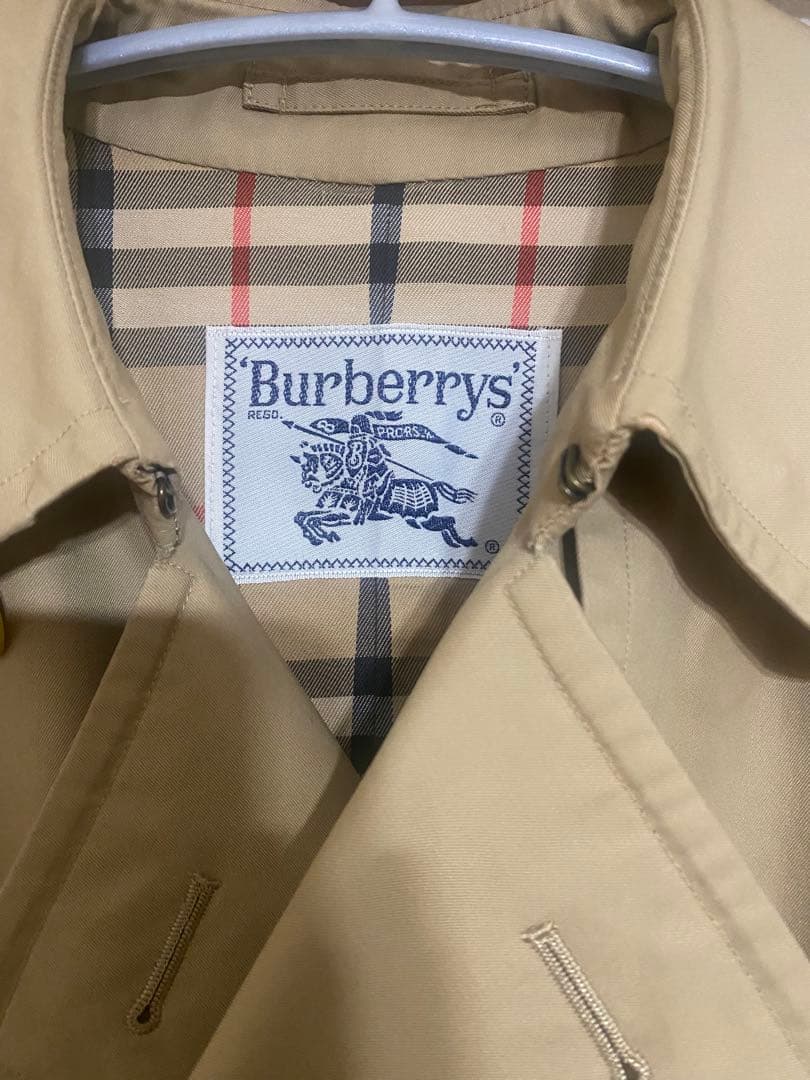 'Burberrys'
REGD.
®
PRORSUM
®